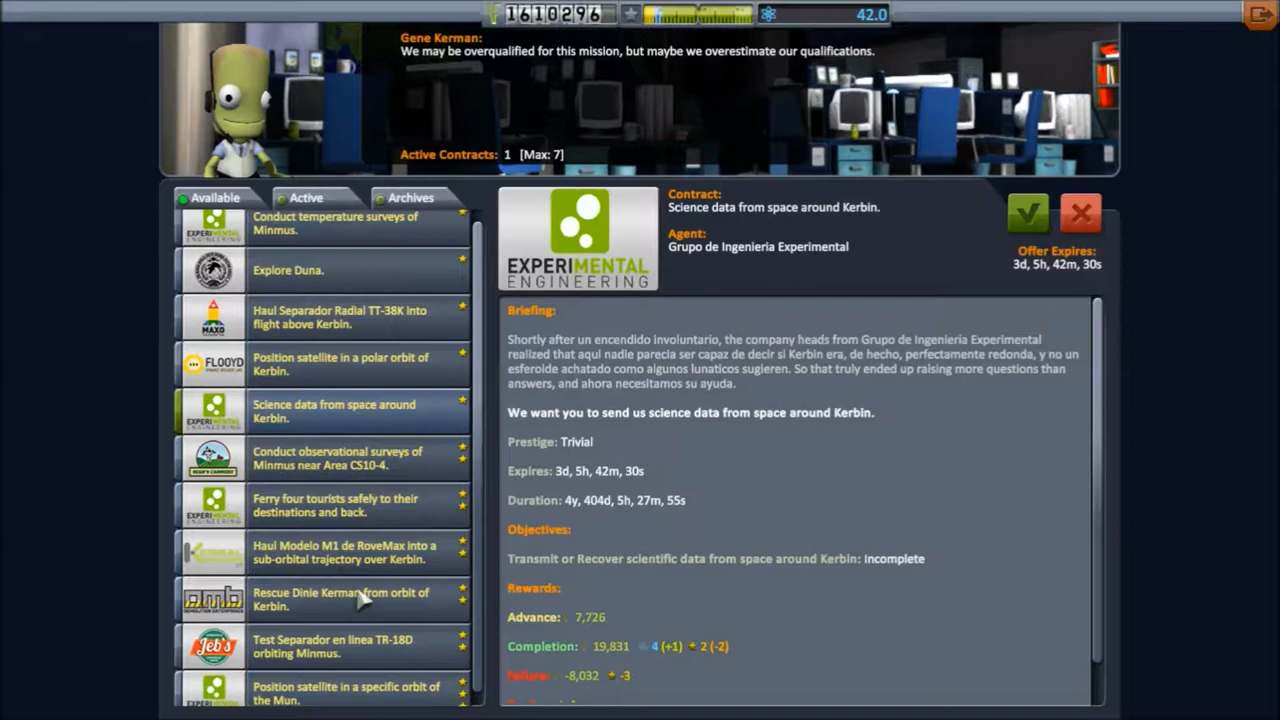 1610296
42.0
Gene Kerman:
We may be overqualified for this mission, but maybe we overestimate our qualifications.
Active Contracts: 1 [Max: 7]
Available
Active
Archives
Conduct temperature surveys of
Minmus.
EXPERIMENTAL
ENGINEERING
Explore Duna.
Haul Separador Radial TT-38K into
flight above Kerbin.
MAXO
Position satellite in a polar orbit of
Kerbin.
FLOOYD
Science data from space around
Kerbin.
EXPERIMENTAL
ENGINEERING
Conduct observational surveys of
Minmus near Area CS10-4.
Ferry four tourists safely to their
destinations and back.
EXPERIMENTAL
ENGINEERING
Haul Modelo M1 de RoveMax into a
sub-orbital trajectory over Kerbin.
Rescue Dinie Kerman from orbit of
Kerbin.
Test Separador en linea TR-18D
orbiting Minmus.
Jeb's
Position satellite in a specific orbit of
the Mun.
EXPERIMENTAL
EXPERIMENTAL
ENGINEERING
Contract:
Science data from space around Kerbin.
Agent:
Grupo de Ingenieria Experimental
Offer Expires:
3d, 5h, 42m, 30s
Briefing:
Shortly after un encendido involuntario, the company heads from Grupo de Ingenieria Experimental
realized that aqui nadie parecia ser capaz de decir si Kerbin era, de hecho, perfectamente redonda, y no un
esferoide achatado como algunos lunaticos sugieren. So that truly ended up raising more questions than
answers, and ahora necesitamos su ayuda.
We want you to send us science data from space around Kerbin.
Prestige: Trivial
Expires: 3d, 5h, 42m, 30s
Duration: 4y, 404d, 5h, 27m, 55s
Objectives:
Transmit or Recover scientific data from space around Kerbin: Incomplete
Rewards:
Advance: 7,726
Completion: 19,831 4 (+1) 2 (-2)
Failure: -8,032 -3